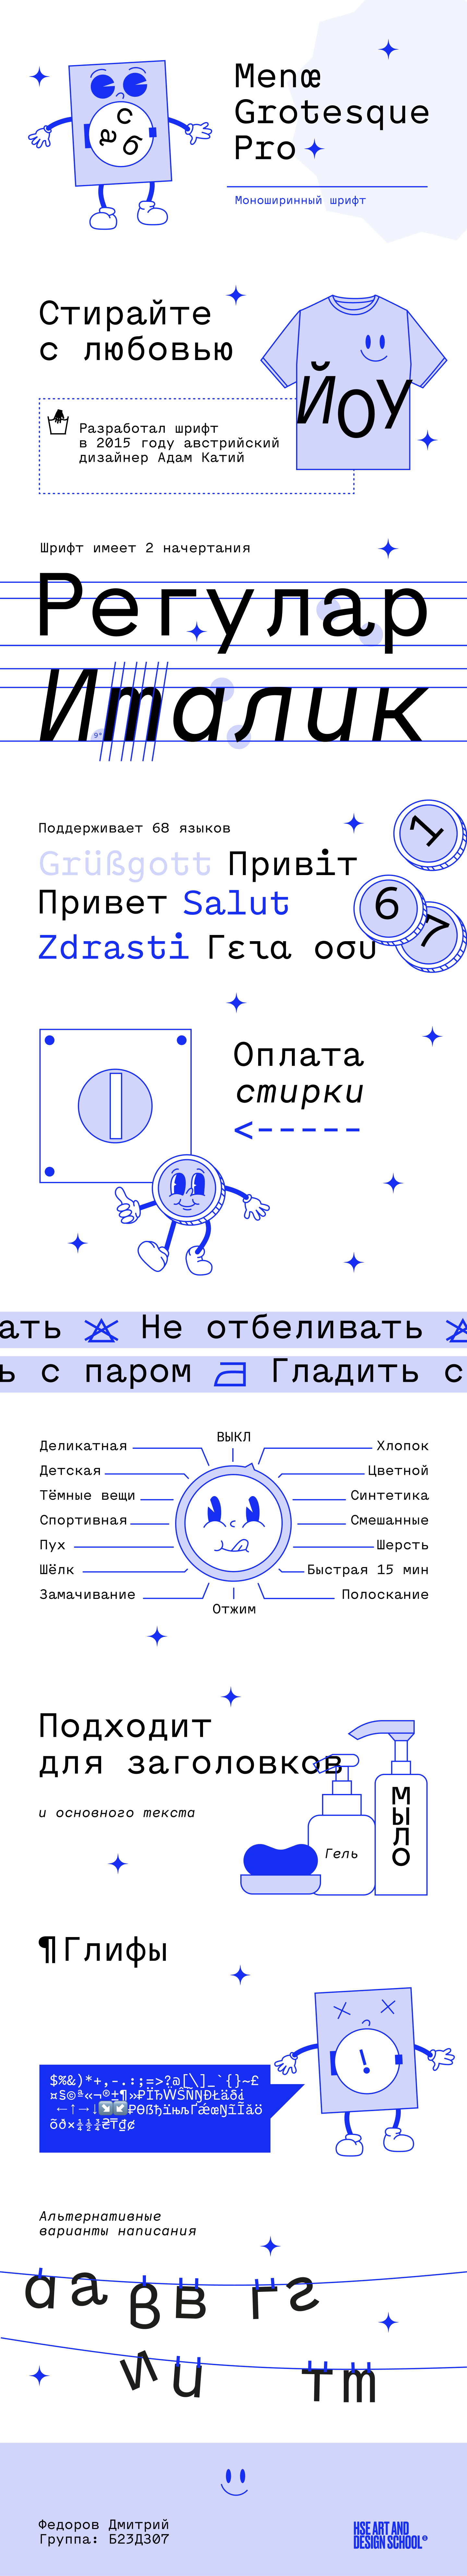 Menœ
Grotesque
Pro
c
a
g
Моноширинный шрифт
Стирайте
с любовью
ЙОУ
Разработал шрифт
в 2015 году австрийский
дизайнер Адам Катий
Шрифт имеет 2 начертания
Регулар
Италик
9°
Поддерживает 68 языков
1
Grüßgott Привіт
Привет Salut
6
7
Zdrasti Γεια σου
Оплата
стирки
<-----
ать Не отбеливать
ь с паром Гладить с
ВЫКЛ
Деликатная Хлопок
Детская Цветной
Тёмные вещи Синтетика
Спортивная Смешанные
Пух Шерсть
Шёлк Быстрая 15 мин
Замачивание Полоскание
Отжим
Подходит
для заголовков
и основного текста
МЫЛО
Гель
¶Глифы
!
$%&)*+,-.:;=>?@[\]_`{}~£
Альтернативные
варианты написания
а а в в г г
и и т т
Федоров Дмитрий
Группа: Б23Д307
HSE ART AND
DESIGN SCHOOL